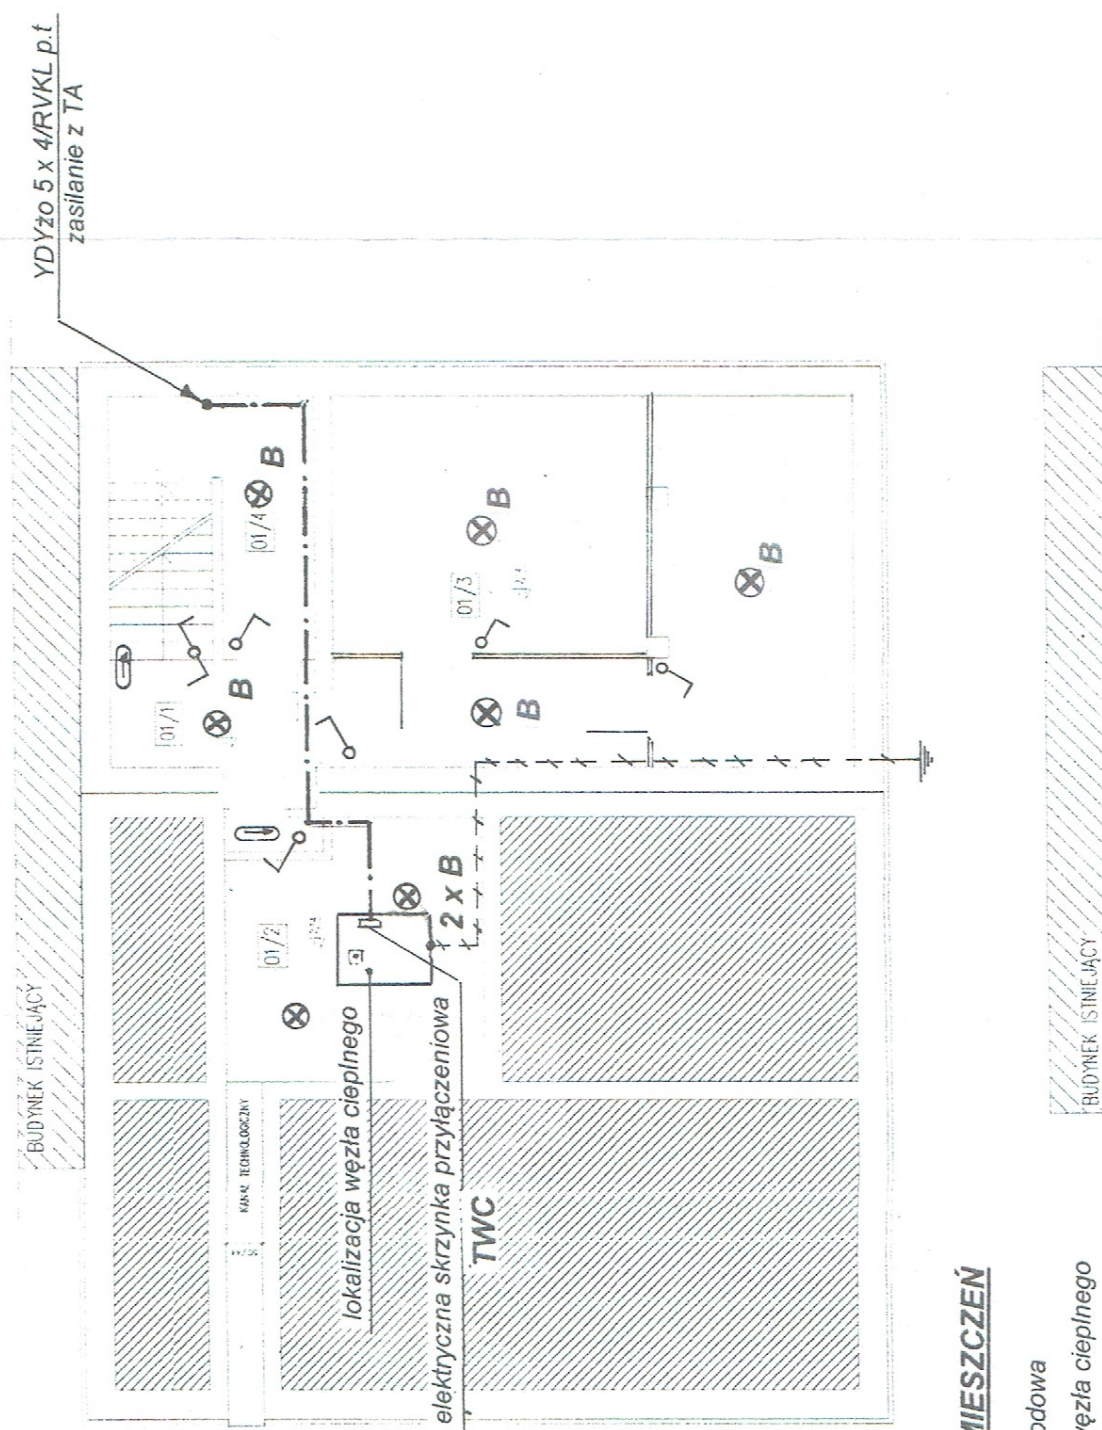 YDYżo 5 x 4/RVKL p.t
zasilanie z TA
BUDYNEK ISTNIEJĄCY
01/4
B
01/1
B
01/3
B
B
B
01/2
2 x B
KANAŁ TECHNOLOGICZNY
lokalizacja węzła cieplnego
elektryczna skrzynka przyłączeniowa
TWC
BUDYNEK ISTNIEJĄCY
MIESZCZEŃ
odowa
węzła cieplnego